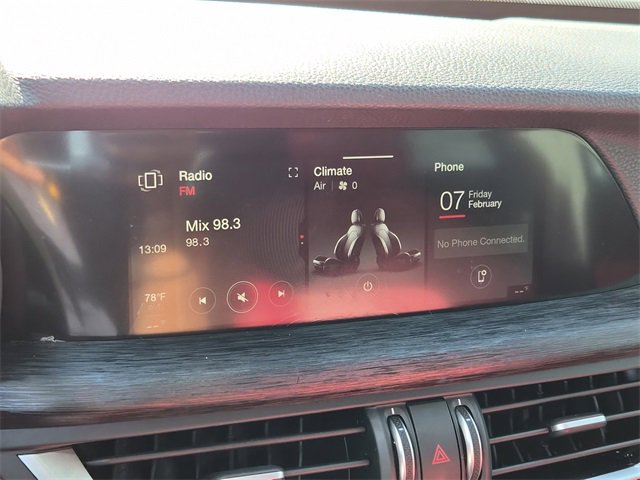 Radio
FM
Mix 98.3
98.3
13:09
78°F
--
Climate
Air 0
Phone
07 Friday
February
No Phone Connected.
--°F